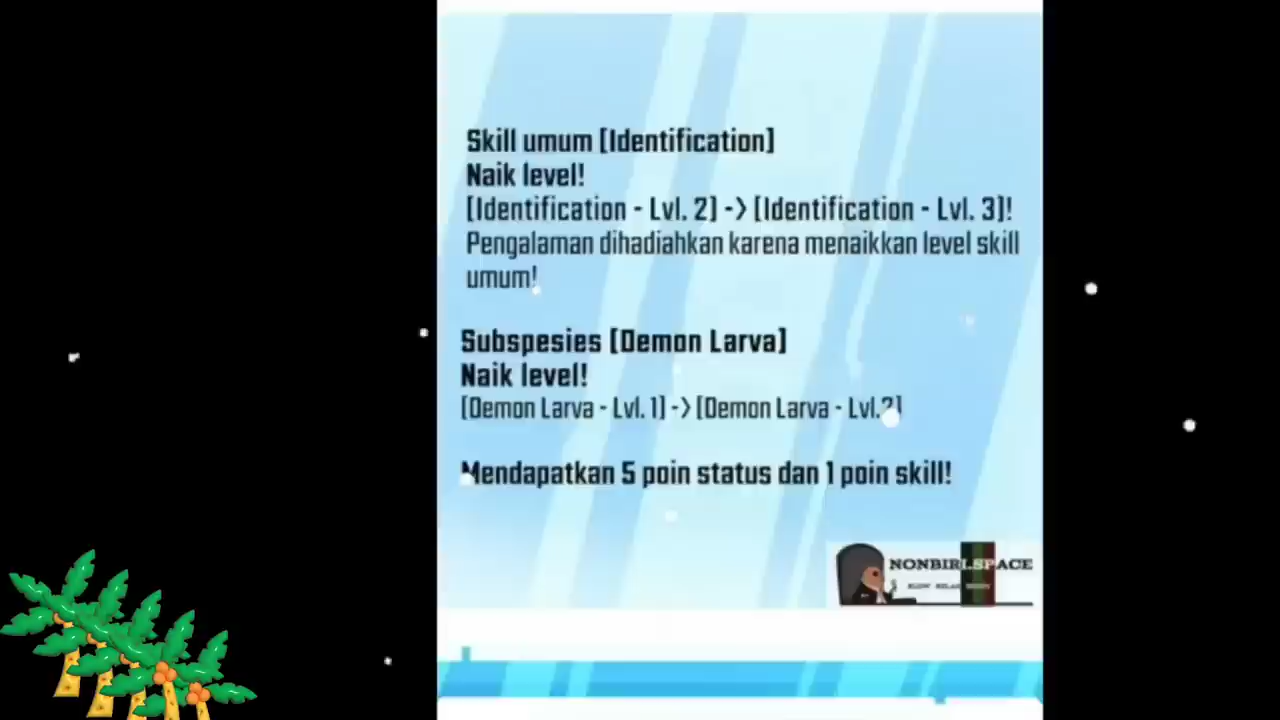 Skill umum [Identification]
Naik level!
[Identification - Lvl. 2] -> [Identification - Lvl. 3]!
Pengalaman dihadiahkan karena menaikkan level skill
umum!
Subspesies [Demon Larva]
Naik level!
[Demon Larva - Lvl. 1] -> [Demon Larva - Lvl.2]
Mendapatkan 5 poin status dan 1 poin skill!
NONBIRI.SPACE